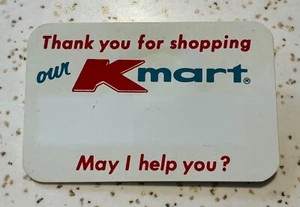 Thank you for shopping
our Kmart®
May I help you?